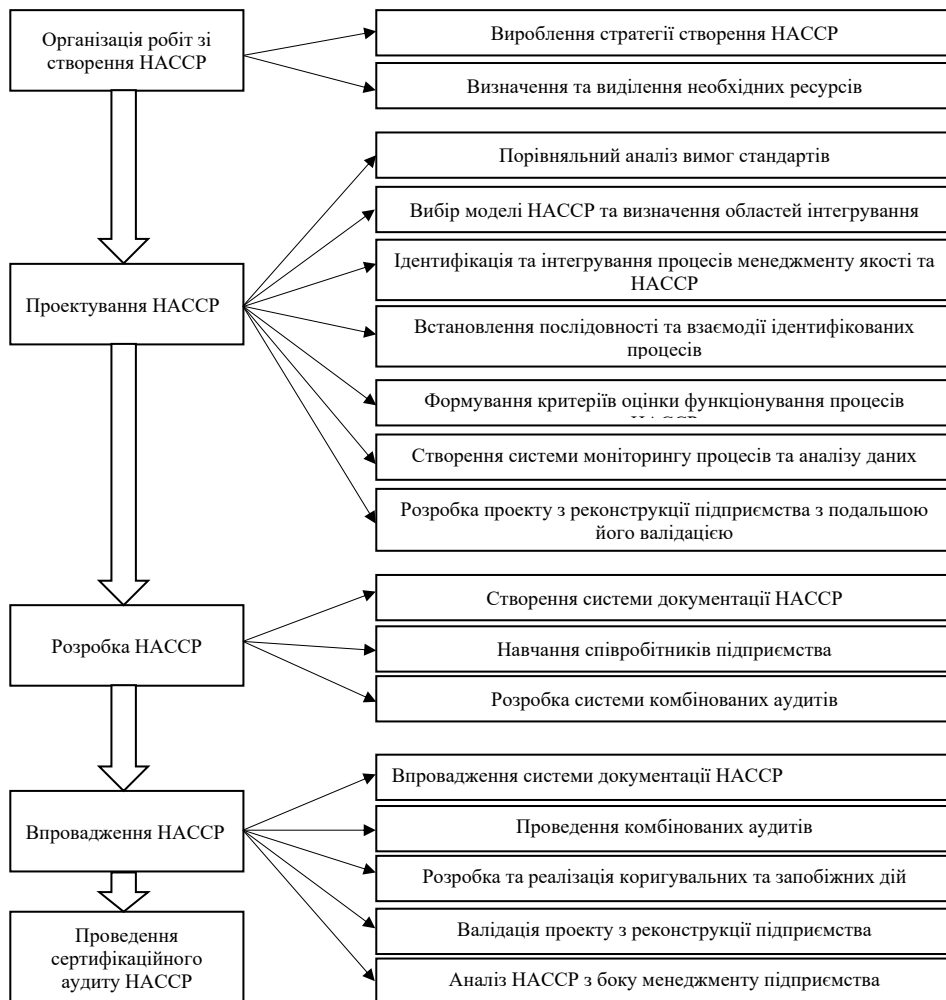 Організація робіт зі
створення НАССР
Вироблення стратегії створення НАССР
Визначення та виділення необхідних ресурсів
Проектування НАССР
Порівняльний аналіз вимог стандартів
Вибір моделі НАССР та визначення областей інтегрування
Ідентифікація та інтегрування процесів менеджменту якості та
НАССР
Встановлення послідовності та взаємодії ідентифікованих
процесів
Формування критеріїв оцінки функціонування процесів
Створення системи моніторингу процесів та аналізу даних
Розробка проекту з реконструкції підприємства з подальшою
його валідацією
Розробка НАССР
Створення системи документації НАССР
Навчання співробітників підприємства
Розробка системи комбінованих аудитів
Впровадження НАССР
Впровадження системи документації НАССР
Проведення комбінованих аудитів
Розробка та реалізація коригувальних та запобіжних дій
Валідація проекту з реконструкції підприємства
Аналіз НАССР з боку менеджменту підприємства
Проведення
сертифікаційного
аудиту НАССР